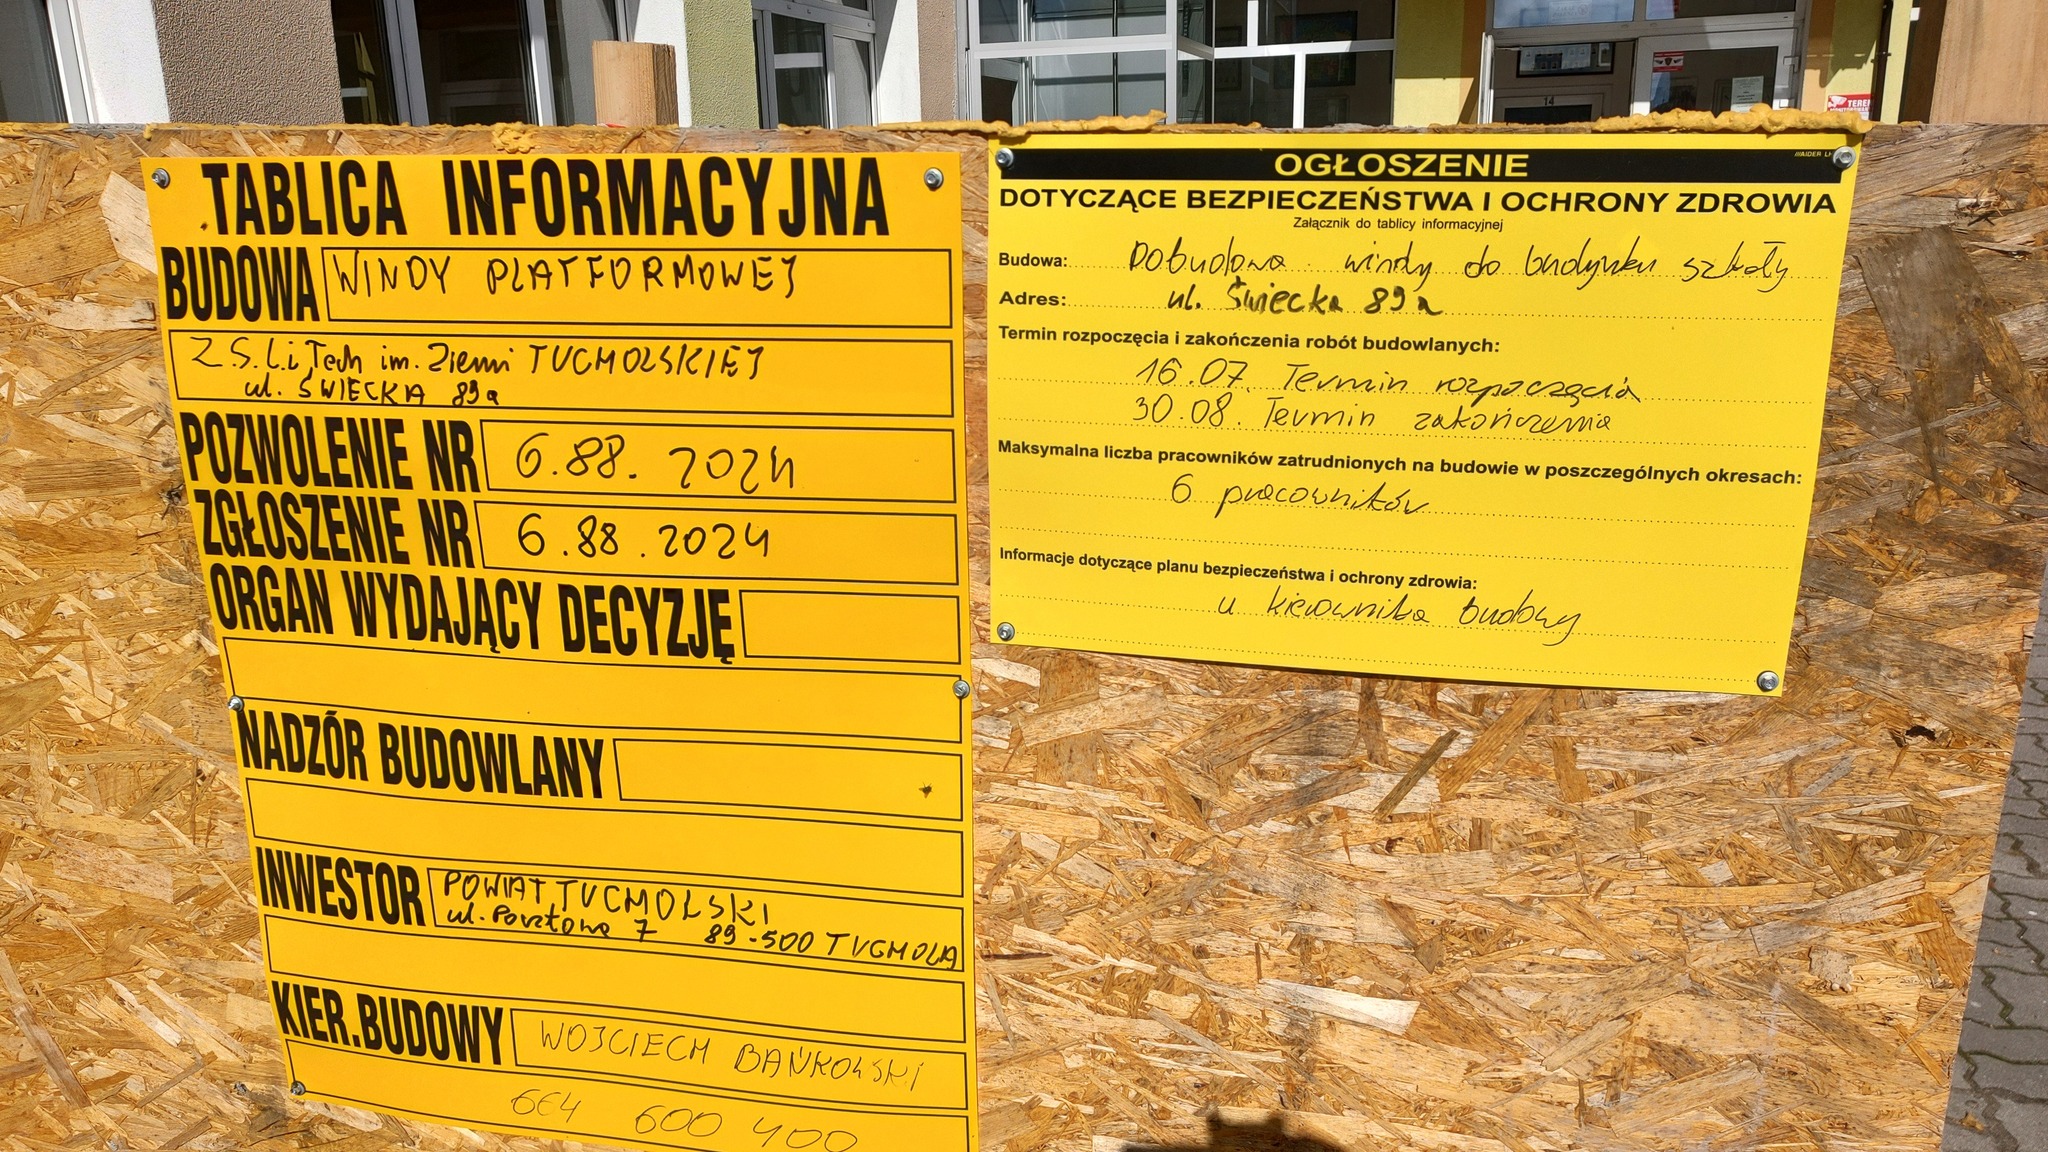 TABLICA INFORMACYJNA
BUDOWA WINDY PLATFORMOWEJ
Z.S.L.i Tech im. Ziemi TUCHOLSKIEJ
ul. ŚWIECKA 89a
POZWOLENIE NR 6.88.2024
ZGŁOSZENIE NR 6.88.2024
ORGAN WYDAJĄCY DECYZJĘ
NADZÓR BUDOWLANY
INWESTOR POWIAT TUCHOLSKI
ul. Pocztowa 7 89-500 TUCHOLA
KIER.BUDOWY WOJCIECH BAŃKOWSKI
664 600 400
OGŁOSZENIE
DOTYCZĄCE BEZPIECZEŃSTWA I OCHRONY ZDROWIA
Załącznik do tablicy informacyjnej
Budowa: Dobudowa windy do budynku szkoły
Adres: ul. Świecka 89a
Termin rozpoczęcia i zakończenia robót budowlanych:
16.07. Termin rozpoczęcia
30.08. Termin zakończenia
Maksymalna liczba pracowników zatrudnionych na budowie w poszczególnych okresach:
6 pracowników
Informacje dotyczące planu bezpieczeństwa i ochrony zdrowia:
u kierownika budowy
14
TEREN